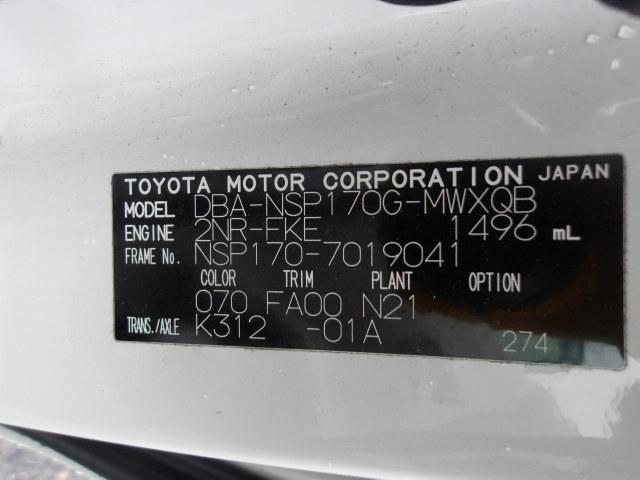 TOYOTA MOTOR CORPORATION JAPAN
MODEL DBA-NSP170G-MWXQB
ENGINE 2NR-FKE 1496 mL
FRAME No. NSP170-7019041
COLOR TRIM PLANT OPTION
070 FA00 N21
TRANS./AXLE K312 -01A
274